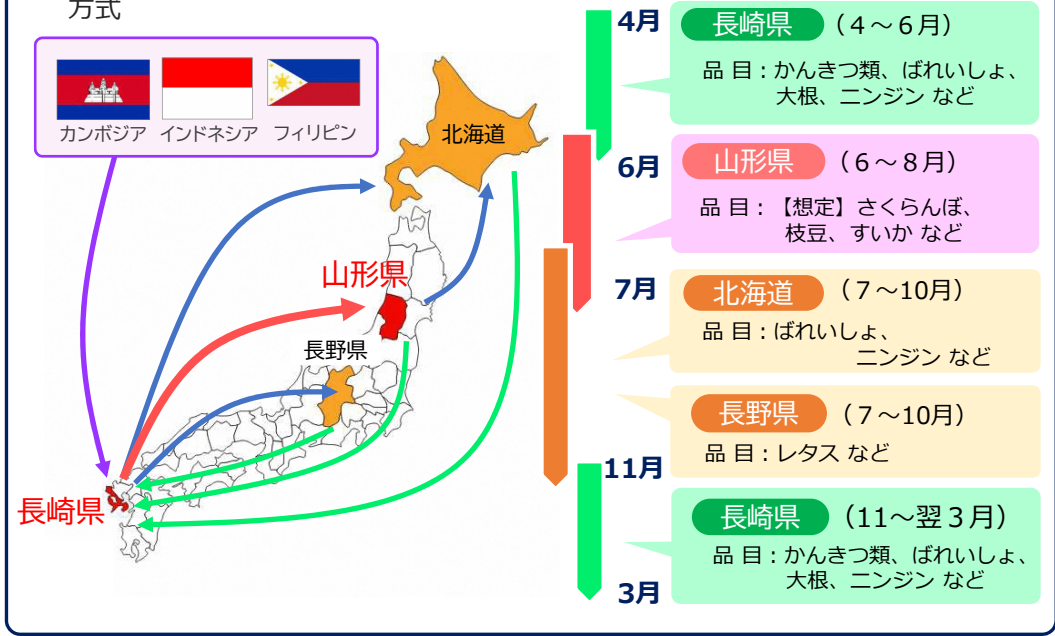 方式
カンボジア インドネシア フィリピン
北海道
山形県
長野県
長崎県
4月
6月
7月
11月
3月
長崎県 （４～６月）
品 目：かんきつ類、ばれいしょ、
大根、ニンジン など
山形県 （６～８月）
品 目：【想定】さくらんぼ、
枝豆、すいか など
北海道 （７～10月）
品 目：ばれいしょ、
ニンジン など
長野県 （７～10月）
品 目：レタス など
長崎県 （11～翌３月）
品 目：かんきつ類、ばれいしょ、
大根、ニンジン など